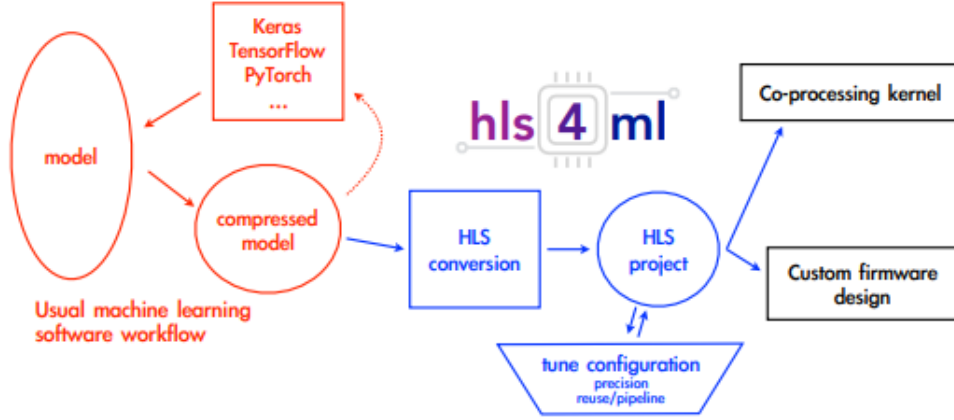 Keras
TensorFlow
PyTorch
...
model
compressed
model
Usual machine learning
software workflow
hls 4 ml
HLS
conversion
HLS
project
tune configuration
precision
reuse/pipeline
Co-processing kernel
Custom firmware
design